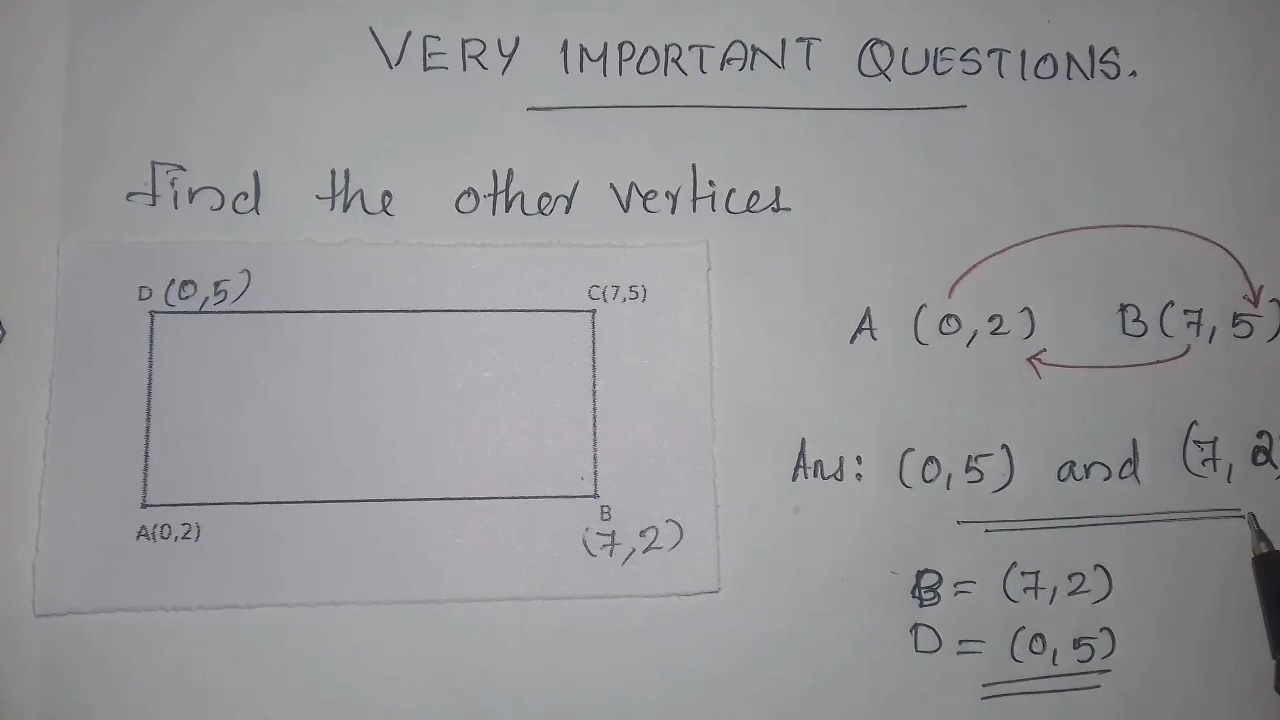 VERY IMPORTANT QUESTIONS.
find the other vertices
D (0,5)
C(7,5)
A(0,2)
B
(7,2)
A (0,2) B(7,5)
Ans: (0,5) and (7,2
B = (7,2)
D = (0,5)